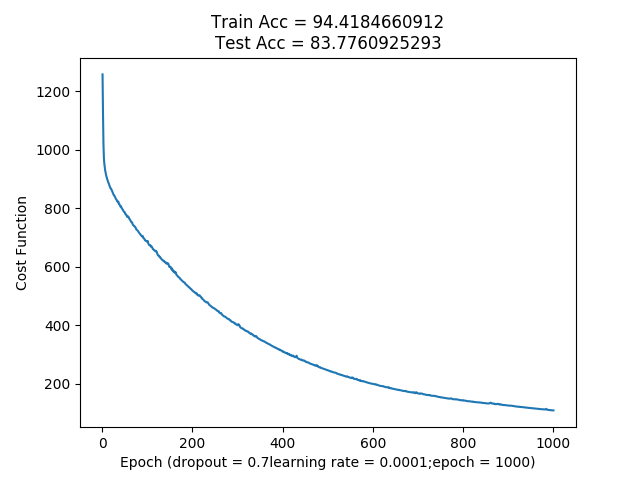 Train Acc = 94.4184660912
Test Acc = 83.7760925293
1200
1000
800
600
400
200
Cost Function
0 200 400 600 800 1000
Epoch (dropout = 0.7learning rate = 0.0001;epoch = 1000)